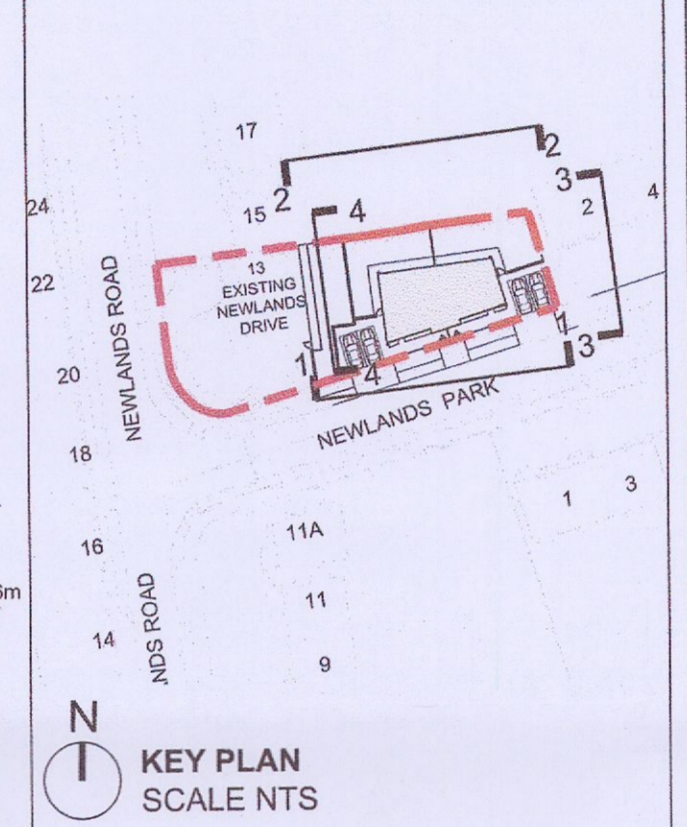 17
2
2
3
24
15
4
2
4
22
13
EXISTING
NEWLANDS
DRIVE
NEWLANDS ROAD
1
1
3
20
4
NEWLANDS PARK
18
1
3
11A
16
6m
11
NDS ROAD
14
9
N
KEY PLAN
SCALE NTS